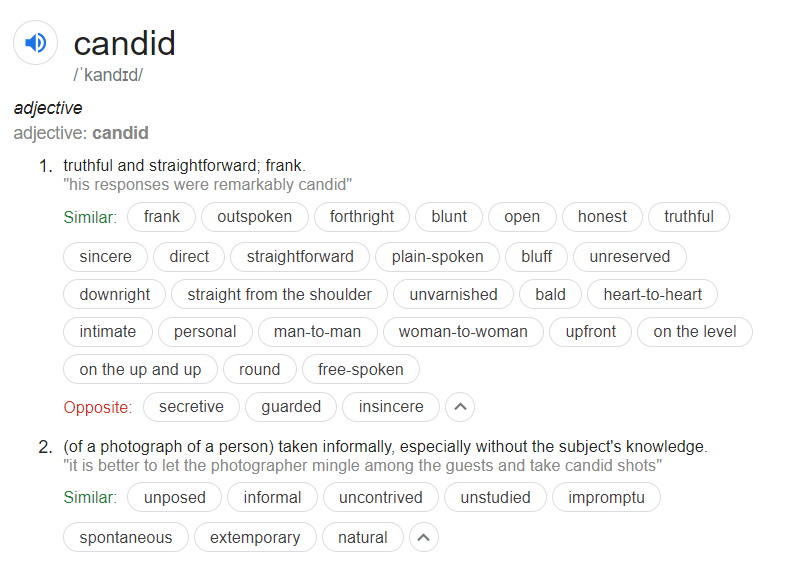 candid
/ˈkandɪd/
adjective
adjective: candid
1. truthful and straightforward; frank.
"his responses were remarkably candid"
Similar: frank outspoken forthright blunt open honest truthful
sincere direct straightforward plain-spoken bluff unreserved
downright straight from the shoulder unvarnished bald heart-to-heart
intimate personal man-to-man woman-to-woman upfront on the level
on the up and up round free-spoken
Opposite: secretive guarded insincere
2. (of a photograph of a person) taken informally, especially without the subject's knowledge.
"it is better to let the photographer mingle among the guests and take candid shots"
Similar: unposed informal uncontrived unstudied impromptu
spontaneous extemporary natural